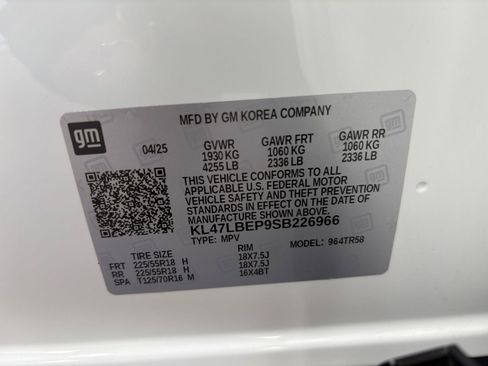 MFD BY GM KOREA COMPANY
gm
04/25 GVWR GAWR FRT GAWR RR
1930 KG 1060 KG 1060 KG
4255 LB 2336 LB 2336 LB
THIS VEHICLE CONFORMS TO ALL
APPLICABLE U.S. FEDERAL MOTOR
VEHICLE SAFETY AND THEFT PREVENTION
STANDARDS IN EFFECT ON THE DATE OF
MANUFACTURE SHOWN ABOVE.
KL47LBEP9SB226966
TYPE: MPV MODEL: 964TR58
TIRE SIZE RIM
FRT 225/55R18 H 18X7.5J
RR 225/55R18 H 18X7.5J
SPA T125/70R16 M 16X4BT